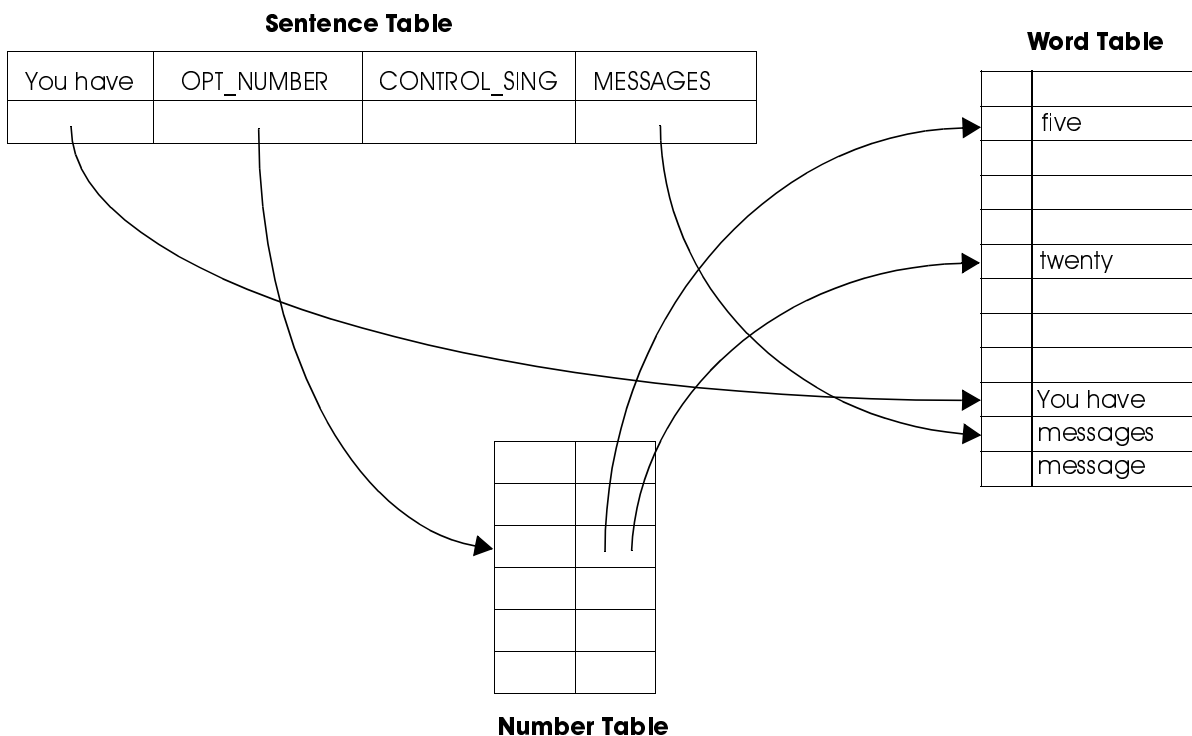 Sentence Table
Word Table
You have OPT_NUMBER CONTROL_SING MESSAGES
five
twenty
You have
messages
message
Number Table